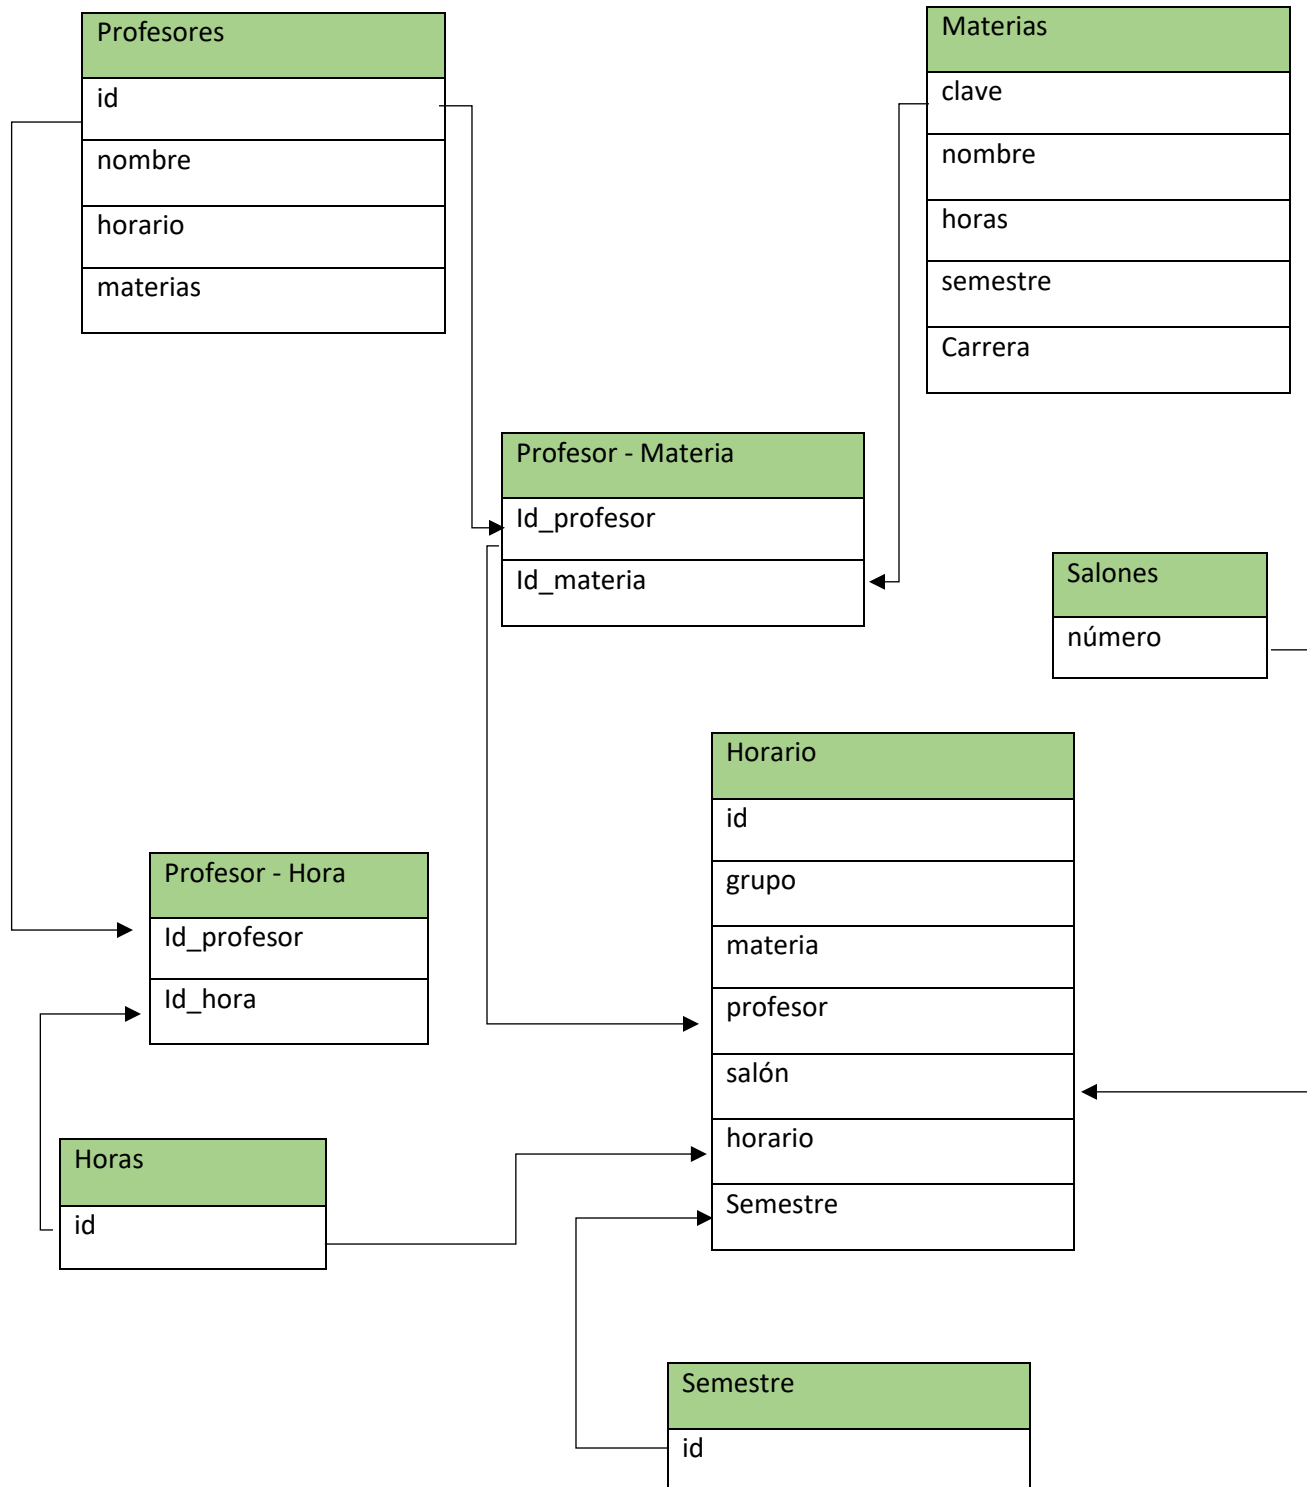 Profesores
id
nombre
horario
materias
Materias
clave
nombre
horas
semestre
Carrera
Profesor - Materia
Id_profesor
Id_materia
Salones
número
Horario
id
grupo
materia
profesor
salón
horario
Semestre
Profesor - Hora
Id_profesor
Id_hora
Horas
id
Semestre
id